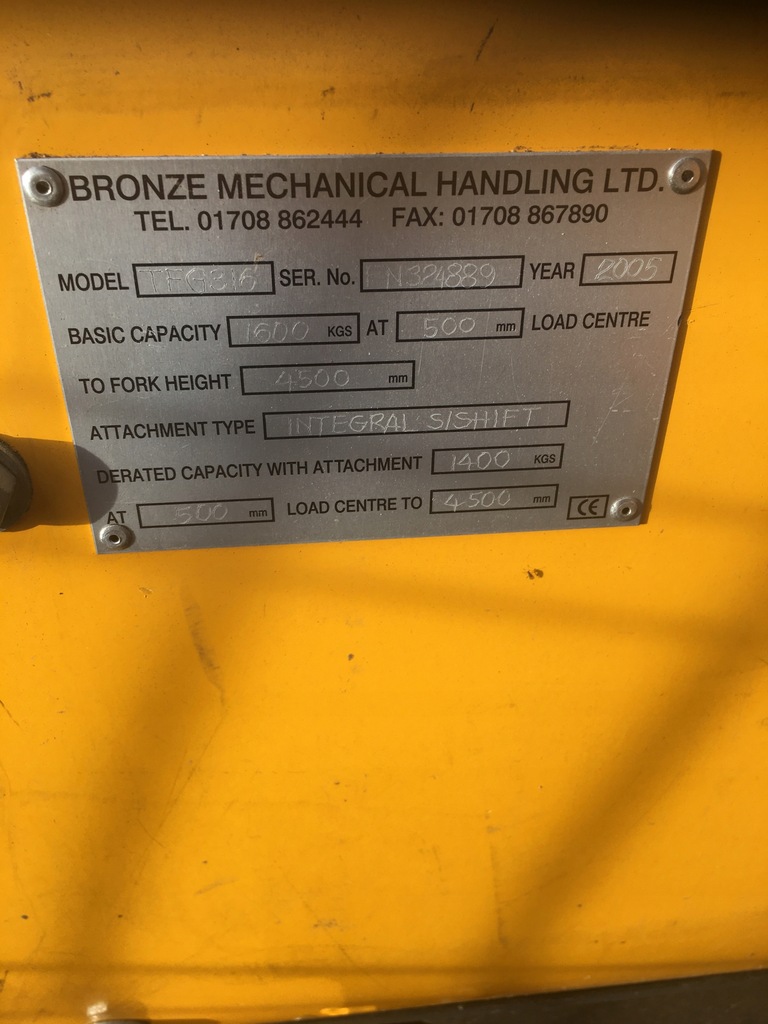 BRONZE MECHANICAL HANDLING LTD.
TEL. 01708 862444 FAX: 01708 867890
MODEL TFG316 SER. No. N324889 YEAR 2005
BASIC CAPACITY 1600 KGS AT 500 mm LOAD CENTRE
TO FORK HEIGHT 4500 mm
ATTACHMENT TYPE INTEGRAL S/SHIFT
DERATED CAPACITY WITH ATTACHMENT 1400 KGS
AT 500 mm LOAD CENTRE TO 4500 mm CE